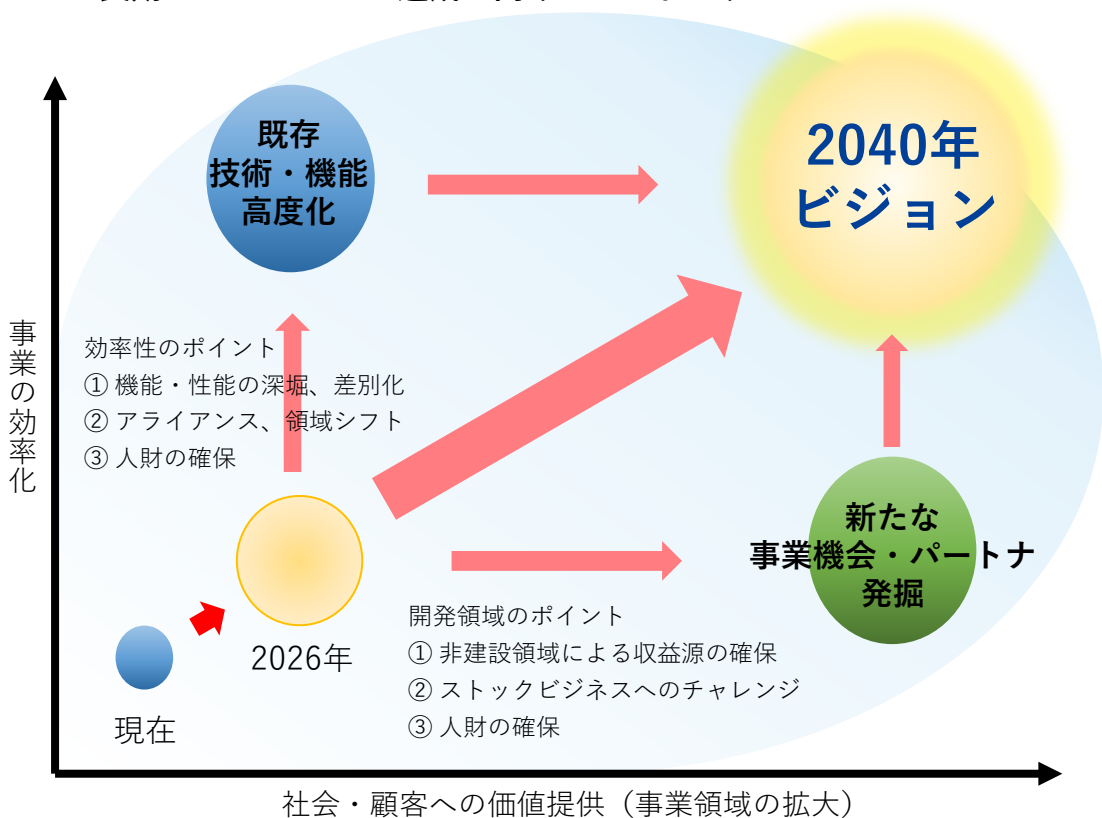 既存
技術・機能
高度化
2040年
ビジョン
事業の効率化
効率性のポイント
① 機能・性能の深堀、差別化
② アライアンス、領域シフト
③ 人財の確保
新たな
事業機会・パートナ
発掘
開発領域のポイント
① 非建設領域による収益源の確保
② ストックビジネスへのチャレンジ
③ 人財の確保
2026年
現在
社会・顧客への価値提供（事業領域の拡大）